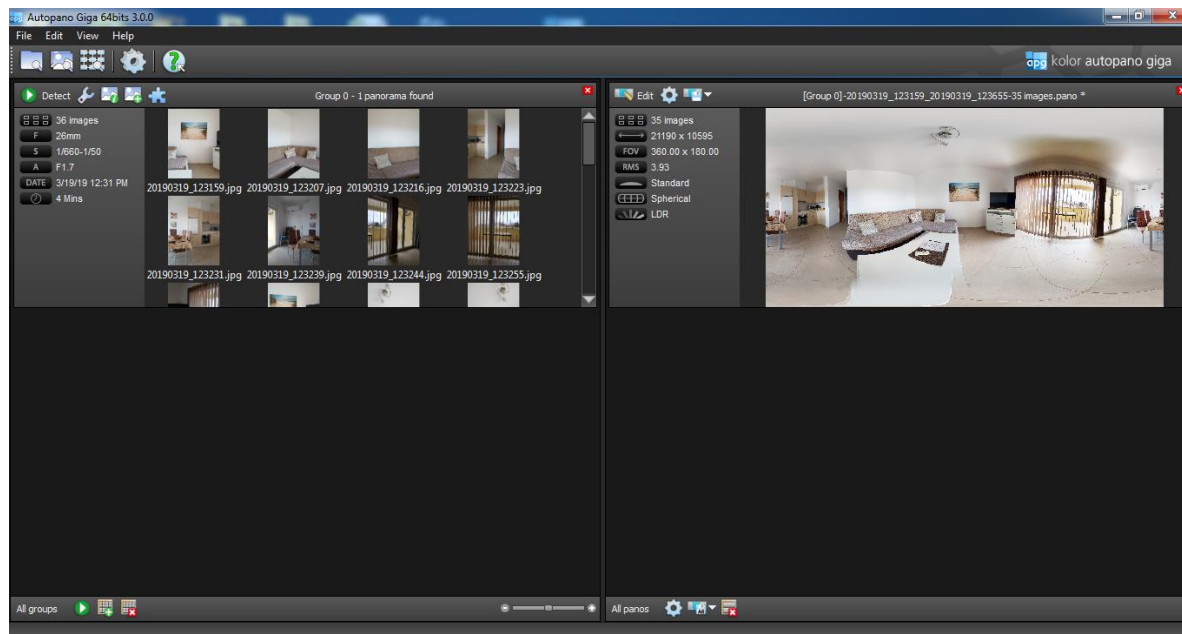 Autopano Giga 64bits 3.0.0
File Edit View Help
apg kolor autopano giga
Detect
Group 0 - 1 panorama found
36 images
F 26mm
S 1/660-1/50
A F1.7
DATE 3/19/19 12:31 PM
4 Mins
20190319_123159.jpg 20190319_123207.jpg 20190319_123216.jpg 20190319_123223.jpg
20190319_123231.jpg 20190319_123239.jpg 20190319_123244.jpg 20190319_123255.jpg
Edit
[Group 0]-20190319_123159_20190319_123655-35 images.pano *
35 images
21190 x 10595
FOV 360.00 x 180.00
RMS 3.93
Standard
Spherical
LDR
All groups
All panos